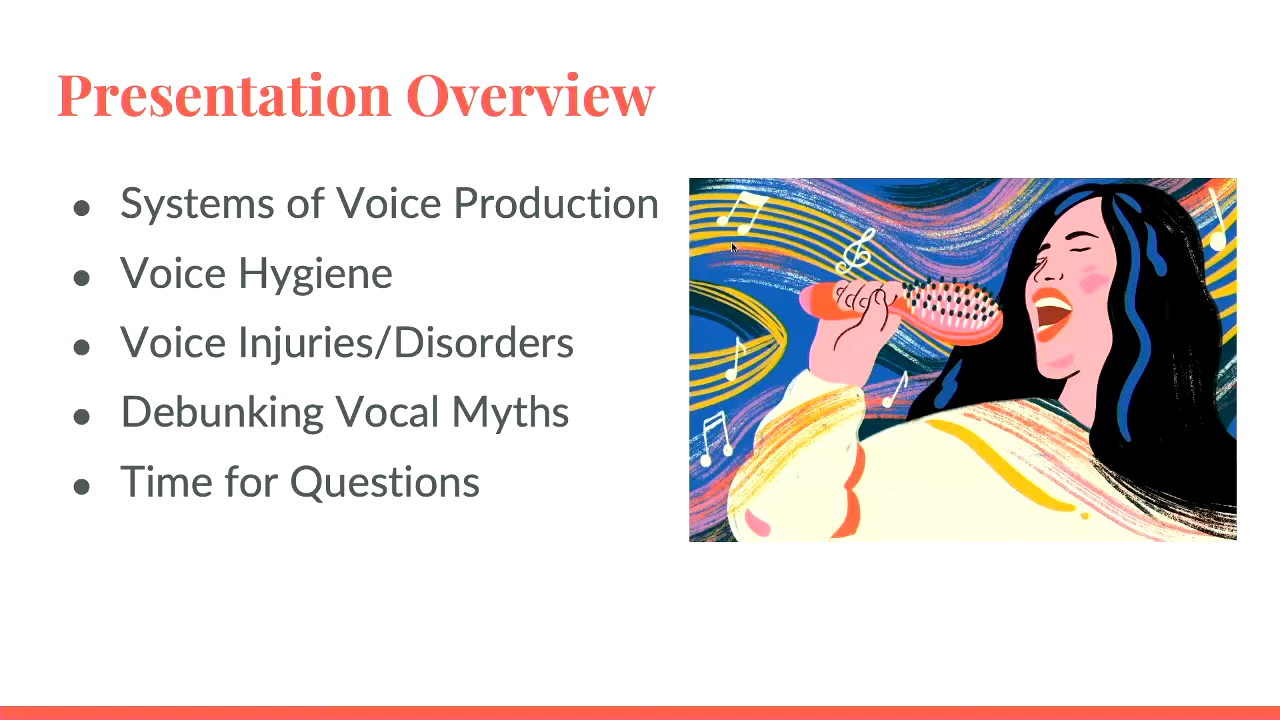 Presentation Overview
● Systems of Voice Production
● Voice Hygiene
● Voice Injuries/Disorders
● Debunking Vocal Myths
● Time for Questions